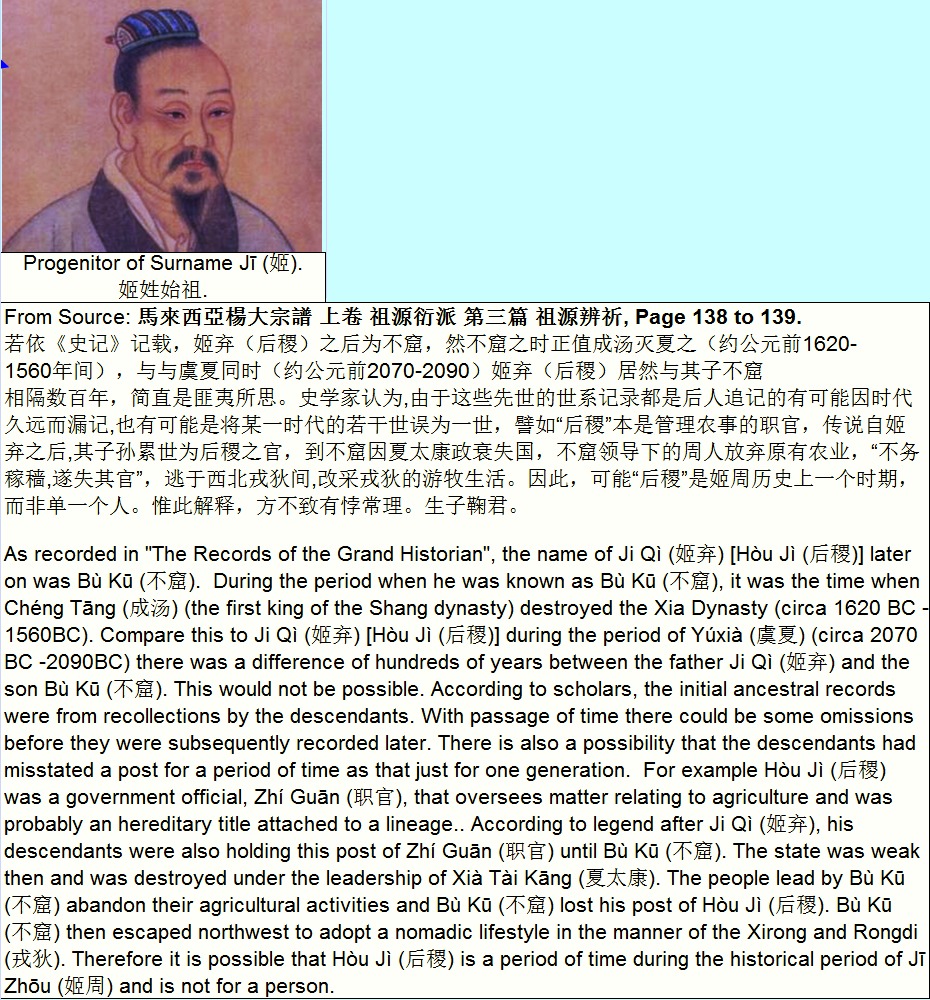 Progenitor of Surname Jī (姬).
姬姓始祖.
From Source: 馬來西亞楊大宗譜 上卷 祖源衍派 第三篇 祖源辨祈, Page 138 to 139.
若依《史记》记载，姬弃（后稷）之后为不窟，然不窟之时正值成汤灭夏之（约公元前1620-
1560年间），与与虞夏同时（约公元前2070-2090）姬弃（后稷）居然与其子不窟
相隔数百年，简直是匪夷所思。史学家认为,由于这些先世的世系记录都是后人追记的有可能因时代
久远而漏记,也有可能是将某一时代的若干世误为一世，譬如“后稷”本是管理农事的职官，传说自姬
弃之后,其子孙累世为后稷之官，到不窟因夏太康政衰失国，不窟领导下的周人放弃原有农业，“不务
稼穑,遂失其官”，逃于西北戎狄间,改采戎狄的游牧生活。因此，可能“后稷”是姬周历史上一个时期，
而非单一个人。惟此解释，方不致有悖常理。生子鞠君。
As recorded in "The Records of the Grand Historian", the name of Ji Qì (姬弃) [Hòu Jì (后稷)] later
on was Bù Kū (不窟).  During the period when he was known as Bù Kū (不窟), it was the time when
Chéng Tāng (成汤) (the first king of the Shang dynasty) destroyed the Xia Dynasty (circa 1620 BC -
1560BC). Compare this to Ji Qì (姬弃) [Hòu Jì (后稷)] during the period of Yúxià (虞夏) (circa 2070
BC -2090BC) there was a difference of hundreds of years between the father Ji Qì (姬弃) and the
son Bù Kū (不窟). This would not be possible. According to scholars, the initial ancestral records
were from recollections by the descendants. With passage of time there could be some omissions
before they were subsequently recorded later. There is also a possibility that the descendants had
misstated a post for a period of time as that just for one generation.  For example Hòu Jì (后稷)
was a government official, Zhí Guān (职官), that oversees matter relating to agriculture and was
probably an hereditary title attached to a lineage.. According to legend after Ji Qì (姬弃), his
descendants were also holding this post of Zhí Guān (职官) until Bù Kū (不窟). The state was weak
then and was destroyed under the leadership of Xià Tài Kāng (夏太康). The people lead by Bù Kū
(不窟) abandon their agricultural activities and Bù Kū (不窟) lost his post of Hòu Jì (后稷). Bù Kū
(不窟) then escaped northwest to adopt a nomadic lifestyle in the manner of the Xirong and Rongdi
(戎狄). Therefore it is possible that Hòu Jì (后稷) is a period of time during the historical period of Jī
Zhōu (姬周) and is not for a person.